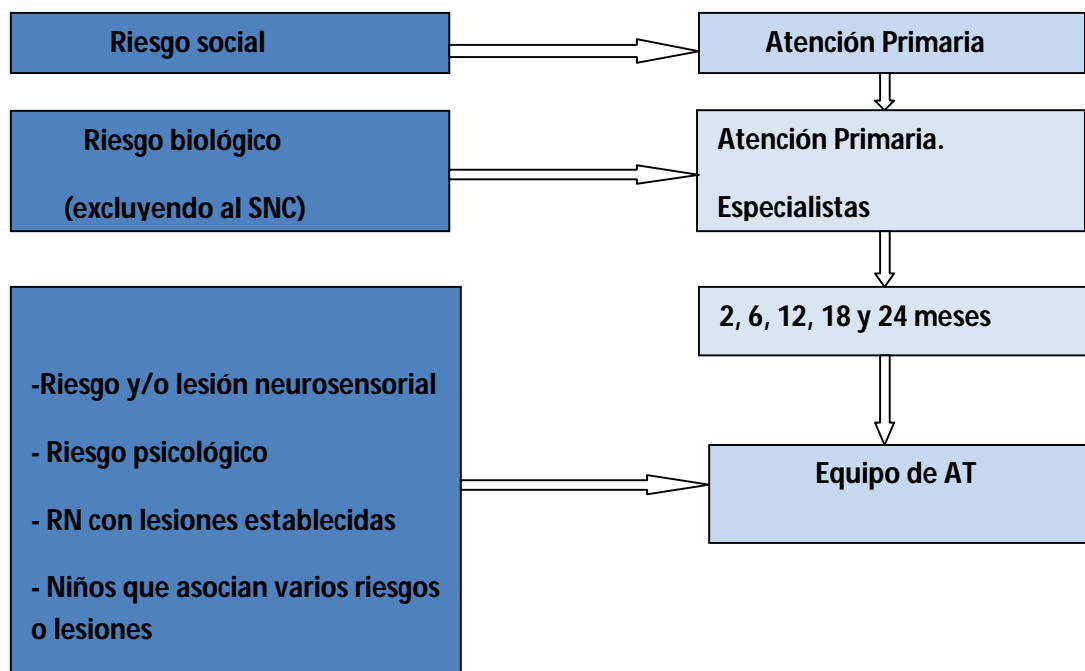 Riesgo social
Atención Primaria
Riesgo biológico
(excluyendo al SNC)
Atención Primaria.
Especialistas
2, 6, 12, 18 y 24 meses
-Riesgo y/o lesión neurosensorial
- Riesgo psicológico
- RN con lesiones establecidas
- Niños que asocian varios riesgos
o lesiones
Equipo de AT